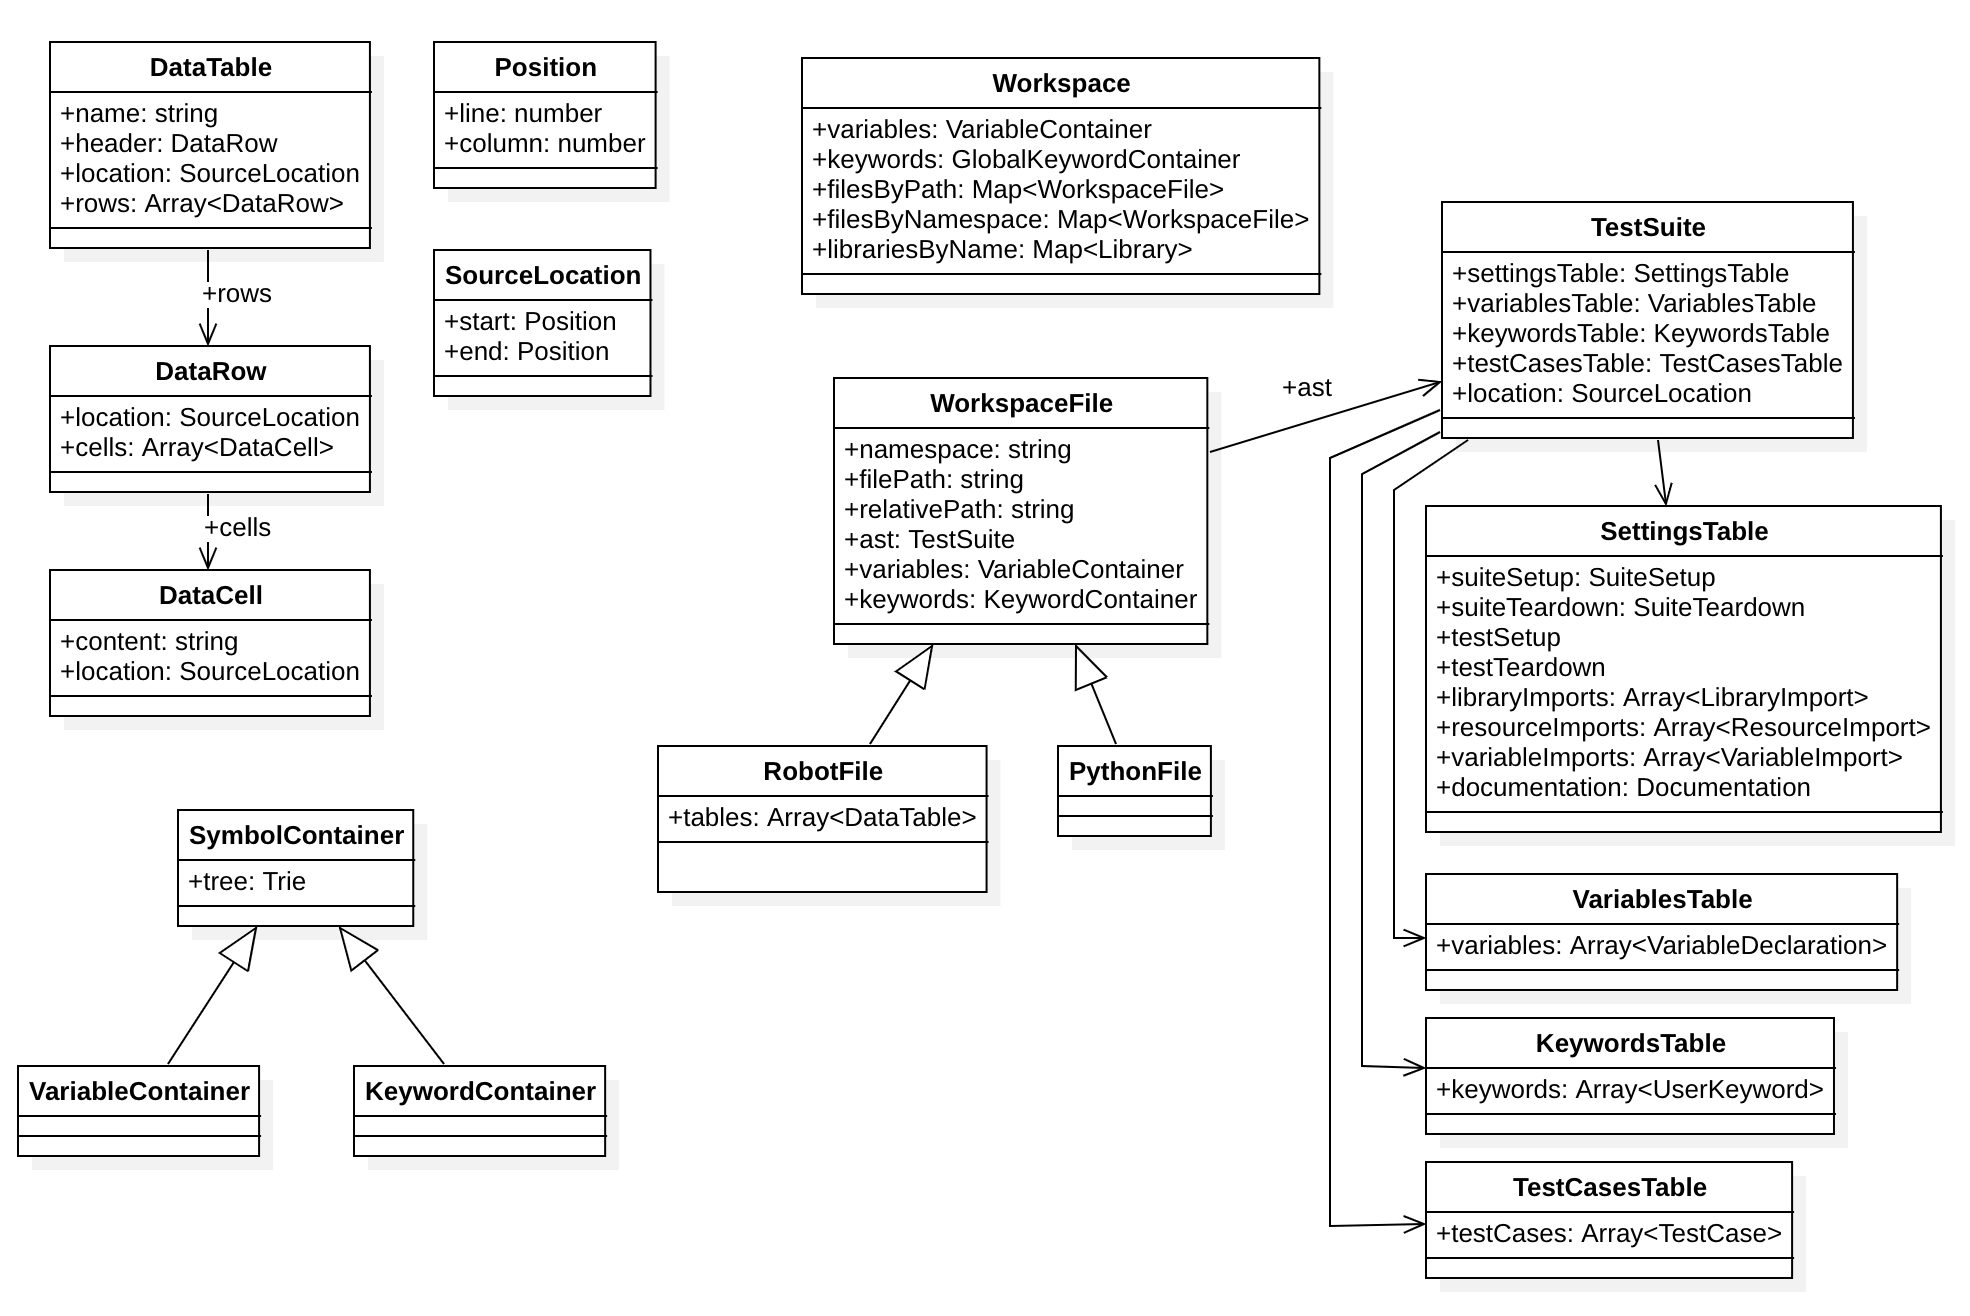 DataTable
+name: string
+header: DataRow
+location: SourceLocation
+rows: Array<DataRow>
+rows
DataRow
+location: SourceLocation
+cells: Array<DataCell>
+cells
DataCell
+content: string
+location: SourceLocation
Position
+line: number
+column: number
SourceLocation
+start: Position
+end: Position
SymbolContainer
+tree: Trie
VariableContainer
KeywordContainer
Workspace
+variables: VariableContainer
+keywords: GlobalKeywordContainer
+filesByPath: Map<WorkspaceFile>
+filesByNamespace: Map<WorkspaceFile>
+librariesByName: Map<Library>
WorkspaceFile
+namespace: string
+filePath: string
+relativePath: string
+ast: TestSuite
+variables: VariableContainer
+keywords: KeywordContainer
+ast
RobotFile
+tables: Array<DataTable>
PythonFile
TestSuite
+settingsTable: SettingsTable
+variablesTable: VariablesTable
+keywordsTable: KeywordsTable
+testCasesTable: TestCasesTable
+location: SourceLocation
SettingsTable
+suiteSetup: SuiteSetup
+suiteTeardown: SuiteTeardown
+testSetup
+testTeardown
+libraryImports: Array<LibraryImport>
+resourceImports: Array<ResourceImport>
+variableImports: Array<VariableImport>
+documentation: Documentation
VariablesTable
+variables: Array<VariableDeclaration>
KeywordsTable
+keywords: Array<UserKeyword>
TestCasesTable
+testCases: Array<TestCase>